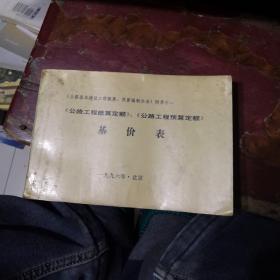 《公路基本建设工程概算、预算编制办法》附录之一
《公路工程概算定额》、《公路工程预算定额》
基价表
一九九六年·北京